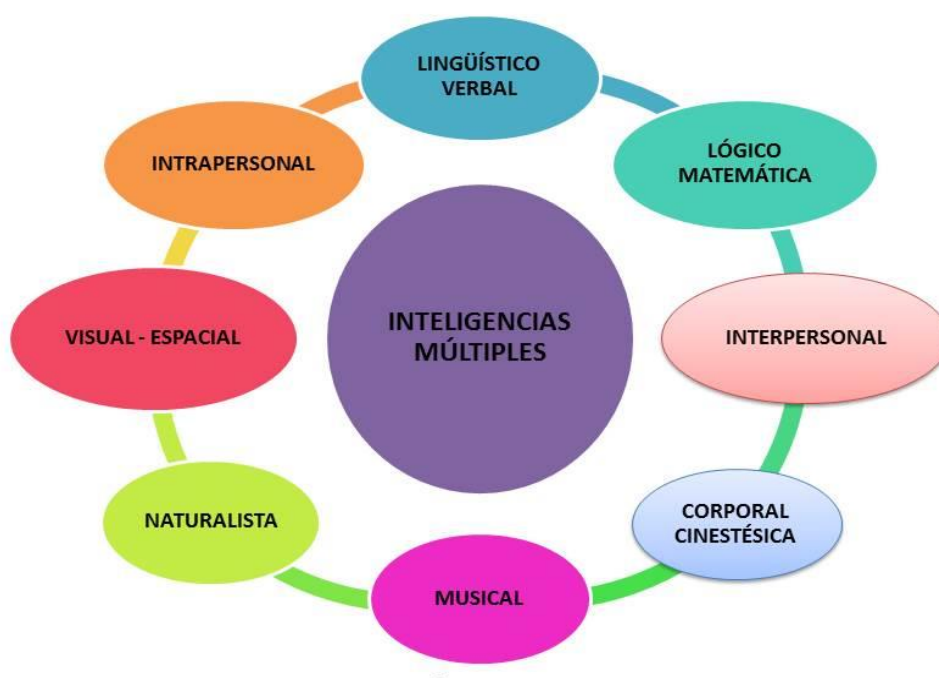 LINGÜÍSTICO
VERBAL
LÓGICO
MATEMÁTICA
INTERPERSONAL
CORPORAL
CINESTÉSICA
MUSICAL
NATURALISTA
VISUAL - ESPACIAL
INTRAPERSONAL
INTELIGENCIAS
MÚLTIPLES